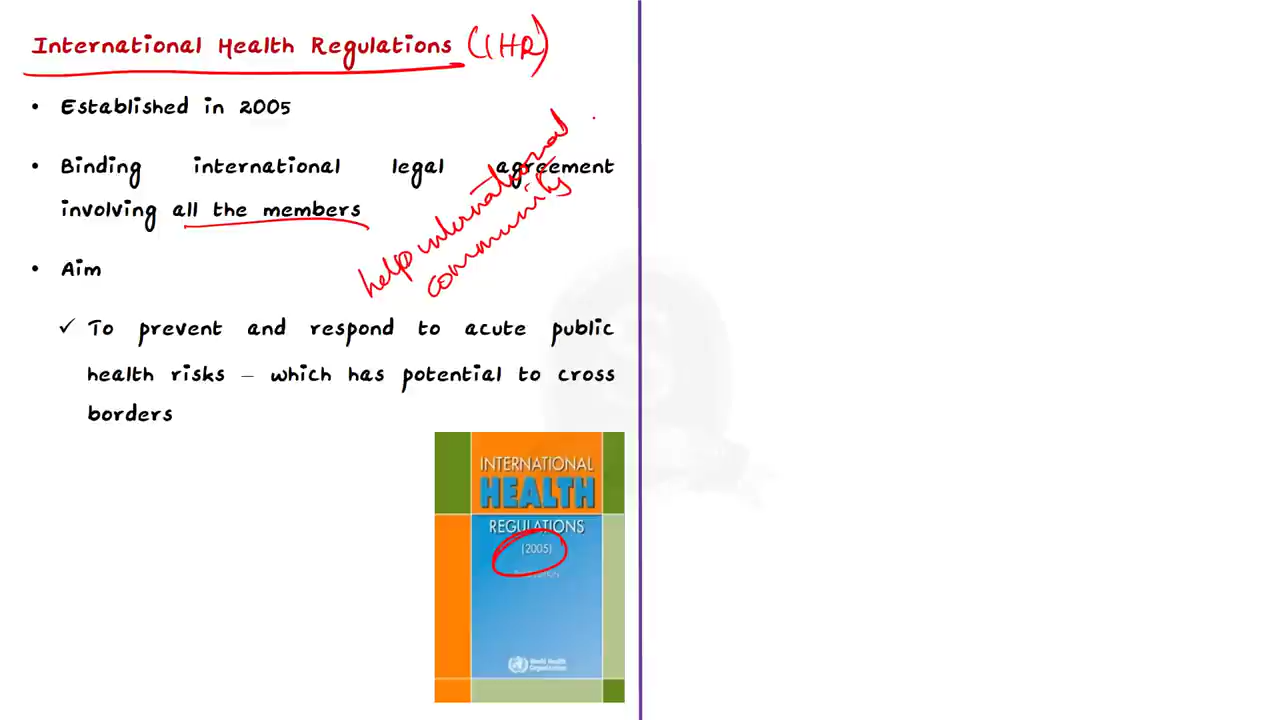 International Health Regulations (IHR)
• Established in 2005
• Binding international legal agreement
involving all the members
help international
community
• Aim
✓ To prevent and respond to acute public
health risks – which has potential to cross
borders
INTERNATIONAL
HEALTH
REGULATIONS
(2005)
World Health
Organization